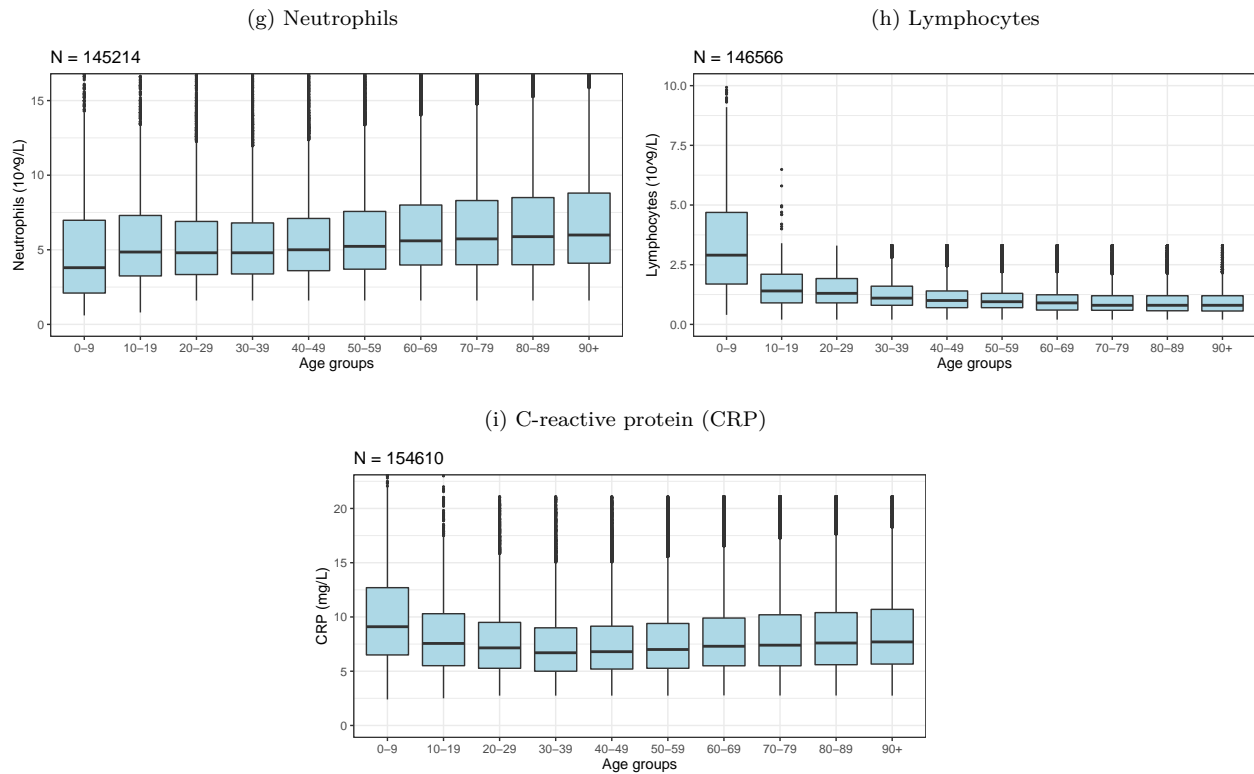 (g) Neutrophils
N = 145214
Neutrophils (10^9/L)
15
10
5
0
0–9 10–19 20–29 30–39 40–49 50–59 60–69 70–79 80–89 90+
Age groups
(h) Lymphocytes
N = 146566
Lymphocytes (10^9/L)
10.0
7.5
5.0
2.5
0.0
0–9 10–19 20–29 30–39 40–49 50–59 60–69 70–79 80–89 90+
Age groups
(i) C-reactive protein (CRP)
N = 154610
CRP (mg/L)
20
15
10
5
0
0–9 10–19 20–29 30–39 40–49 50–59 60–69 70–79 80–89 90+
Age groups